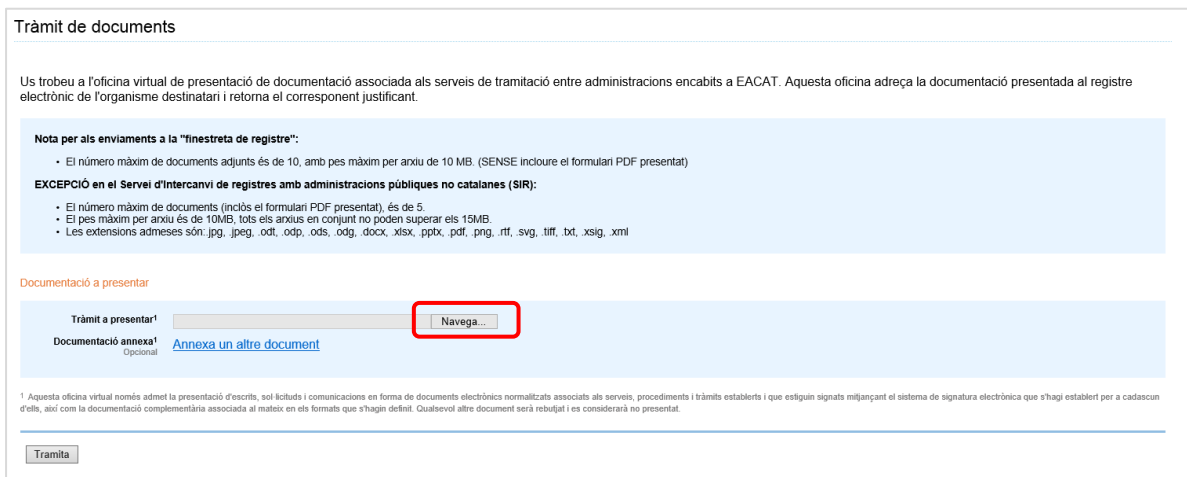 Tràmit de documents
Us trobeu a l'oficina virtual de presentació de documentació associada als serveis de tramitació entre administracions encabits a EACAT. Aquesta oficina adreça la documentació presentada al registre
electrònic de l'organisme destinatari i retorna el corresponent justificant.
Nota per als enviaments a la "finestreta de registre":
• El número màxim de documents adjunts és de 10, amb pes màxim per arxiu de 10 MB. (SENSE incloure el formulari PDF presentat)
EXCEPCIÓ en el Servei d'Intercanvi de registres amb administracions públiques no catalanes (SIR):
• El número màxim de documents (inclòs el formulari PDF presentat), és de 5.
• El pes màxim per arxiu és de 10MB, tots els arxius en conjunt no poden superar els 15MB.
• Les extensions admeses són:.jpg, .jpeg, .odt, .odp, .ods, .odg, .docx, .xlsx, .pptx, .pdf, .png, .rtf, .svg, .tiff, .txt, .xsig, .xml
Documentació a presentar
Tràmit a presentar¹ Navega...
Documentació annexa¹ Annexa un altre document
Opcional
¹ Aquesta oficina virtual només admet la presentació d'escrits, sol·licituds i comunicacions en forma de documents electrònics normalitzats associats als serveis, procediments i tràmits establerts i que estiguin signats mitjançant el sistema de signatura electrònica que s'hagi establert per a cadascun
d'ells, així com la documentació complementària associada al mateix en els formats que s'hagin definit. Qualsevol altre document serà rebutjat i es considerarà no presentat.
Tramita